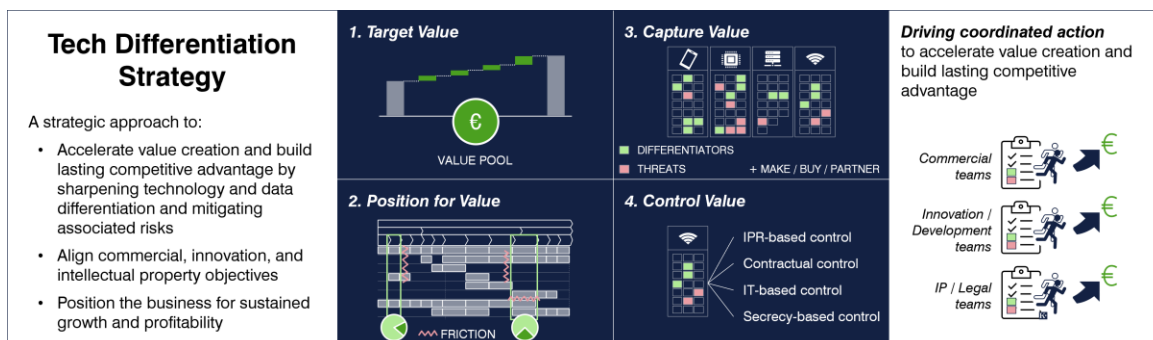 Tech Differentiation
Strategy
A strategic approach to:
• Accelerate value creation and build
lasting competitive advantage by
sharpening technology and data
differentiation and mitigating
associated risks
• Align commercial, innovation, and
intellectual property objectives
• Position the business for sustained
growth and profitability
1. Target Value
€
VALUE POOL
2. Position for Value
FRICTION
3. Capture Value
DIFFERENTIATORS
THREATS
+ MAKE / BUY / PARTNER
4. Control Value
IPR-based control
Contractual control
IT-based control
Secrecy-based control
Driving coordinated action
to accelerate value creation and
build lasting competitive
advantage
Commercial
teams
€
Innovation /
Development
teams
€
IP / Legal
teams
€